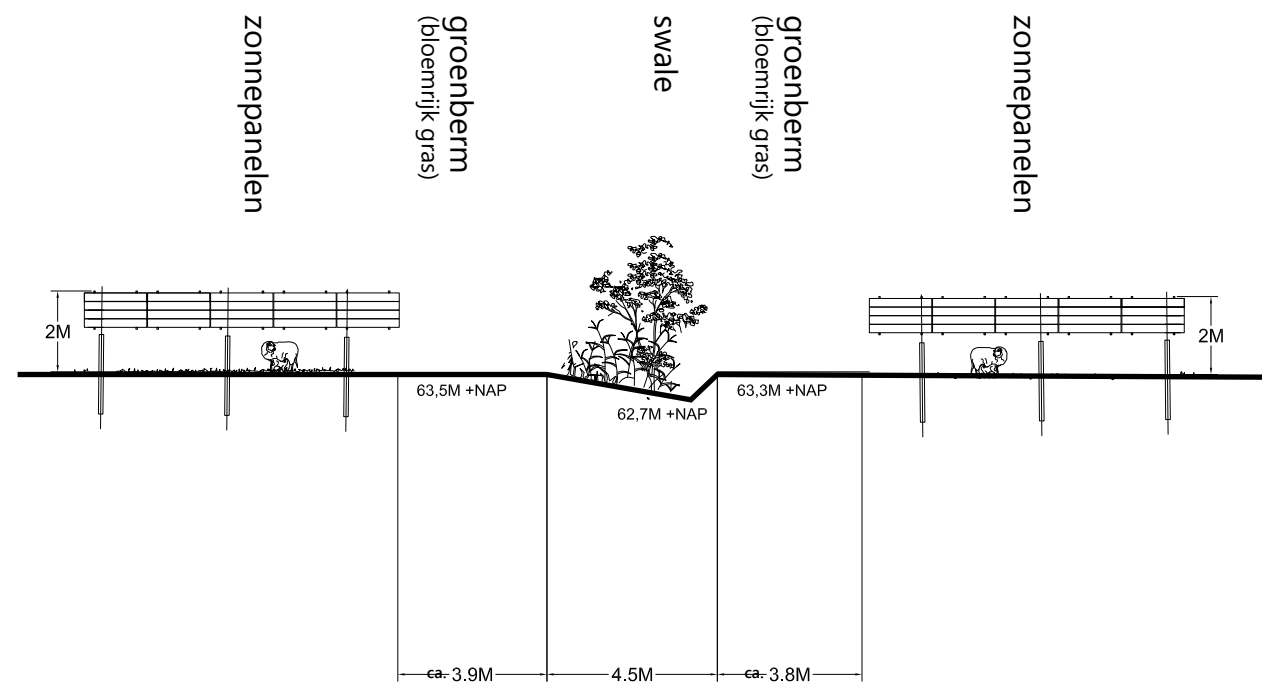 zonnepanelen
groenberm
(bloemrijk gras)
swale
groenberm
(bloemrijk gras)
zonnepanelen
2M
2M
63,5M +NAP
62,7M +NAP
63,3M +NAP
ca. 3.9M
4.5M
ca. 3.8M